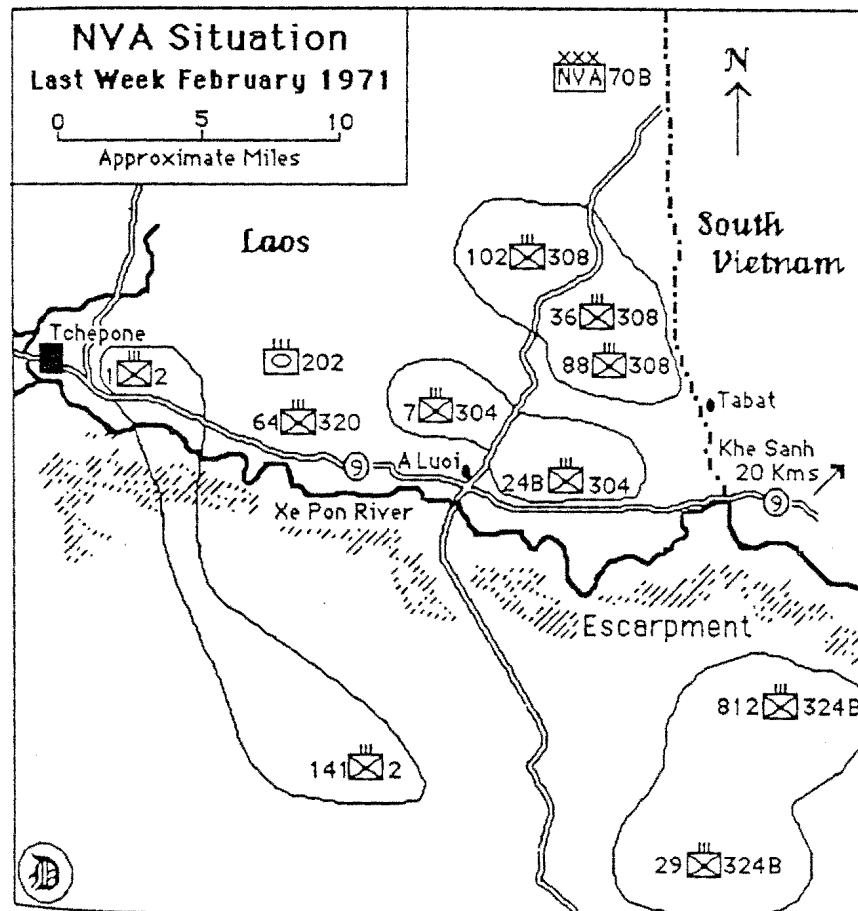 NVA Situation
Last Week February 1971
0 5 10
Approximate Miles
XXX
NVA 70B
N
Laos
South
Vietnam
102 308
36 308
88 308
Tchepone
1 2
202
64 320
7 304
Tabat
A Luoi
Khe Sanh
20 Kms
24B 304
9
9
Xe Pon River
Escarpment
812 324B
141 2
29 324B
D